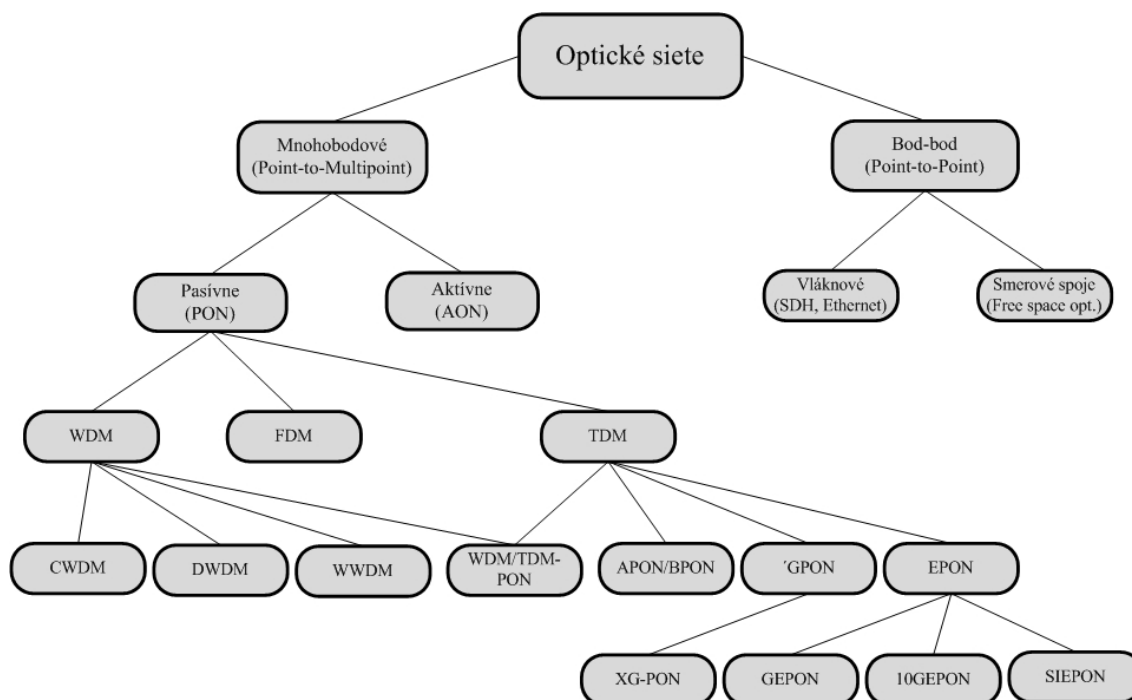 Optické siete
Mnohobodové
(Point-to-Multipoint)
Bod-bod
(Point-to-Point)
Pasívne
(PON)
Aktívne
(AON)
Vláknové
(SDH, Ethernet)
Smerové spoje
(Free space opt.)
WDM
FDM
TDM
CWDM
DWDM
WWDM
WDM/TDM-
PON
APON/BPON
´GPON
EPON
XG-PON
GEPON
10GEPON
SIEPON